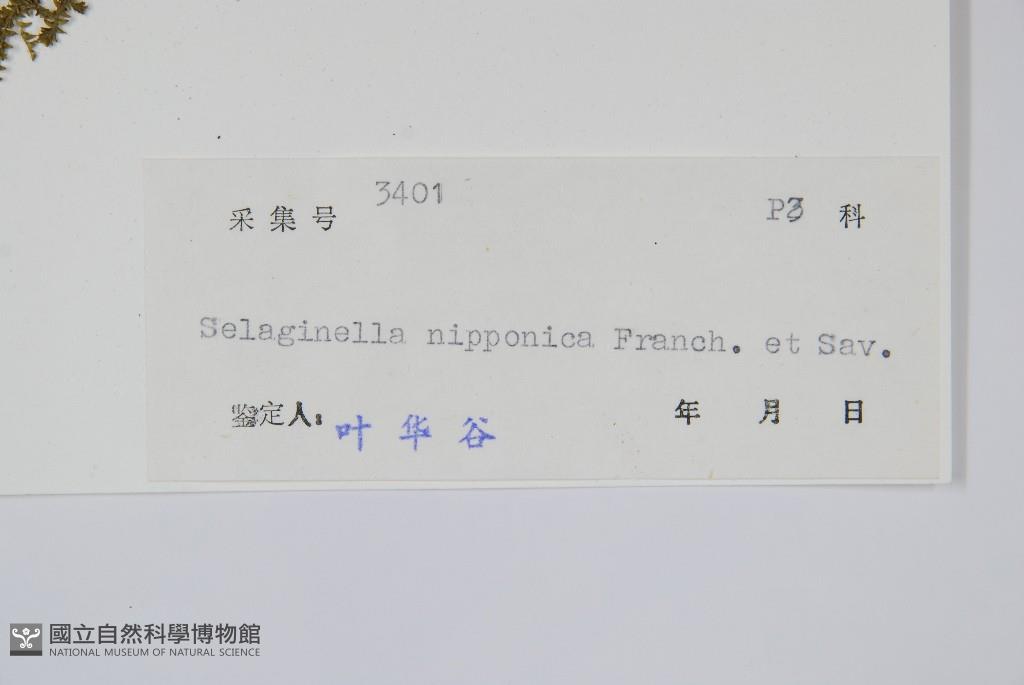 采集号 3401 P3 科
Selaginella nipponica Franch. et Sav.
鉴定人: 叶华谷 年 月 日
國立自然科學博物館
NATIONAL MUSEUM OF NATURAL SCIENCE